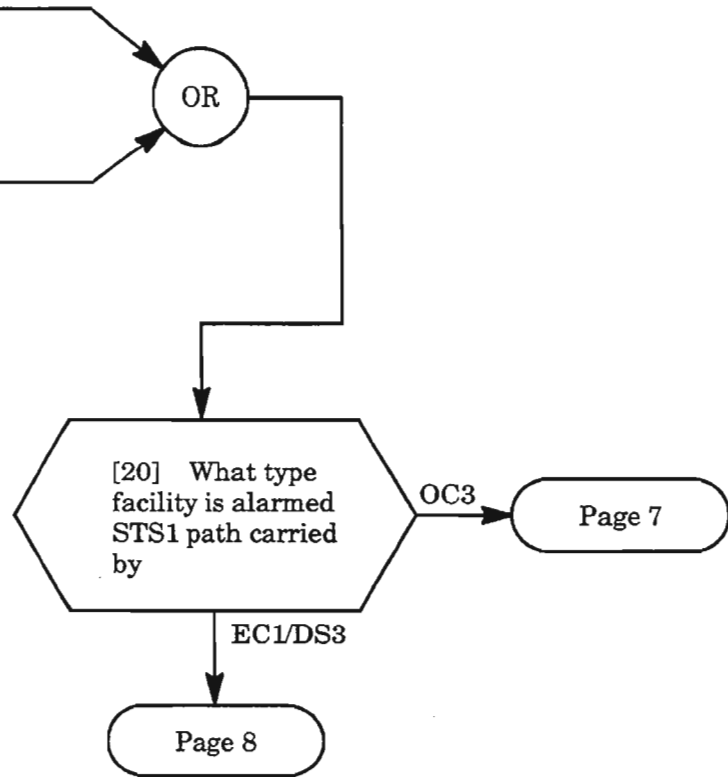 OR
[20] What type
facility is alarmed
STS1 path carried
by
OC3
Page 7
EC1/DS3
Page 8